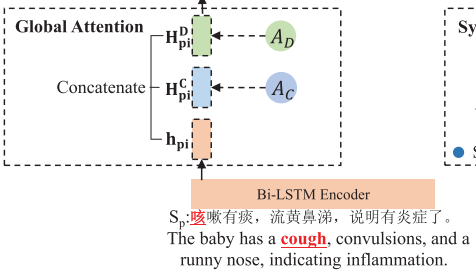 Global Attention
H_pi^D
A_D
Sy
Concatenate
H_pi^C
A_C
h_pi
S
Bi-LSTM Encoder
S_p:咳嗽有痰，流黄鼻涕，说明有炎症了。
The baby has a cough, convulsions, and a
runny nose, indicating inflammation.